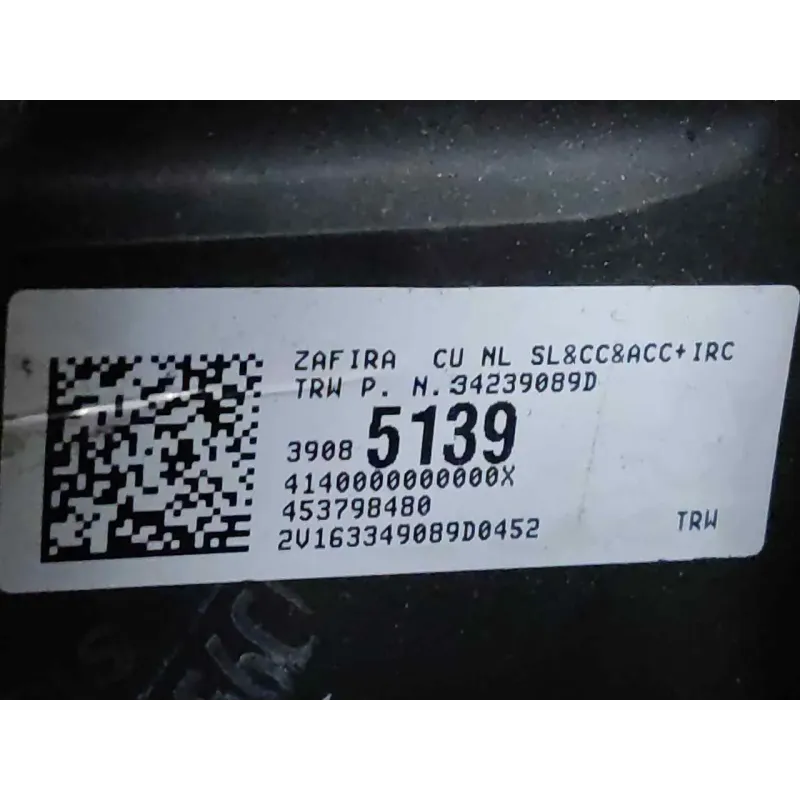 ZAFIRA CU NL SL&CC&ACC+IRC
TRW P. N.34239089D
3908 5139
4140000000000X
453798480
2V163349089D0452
TRW